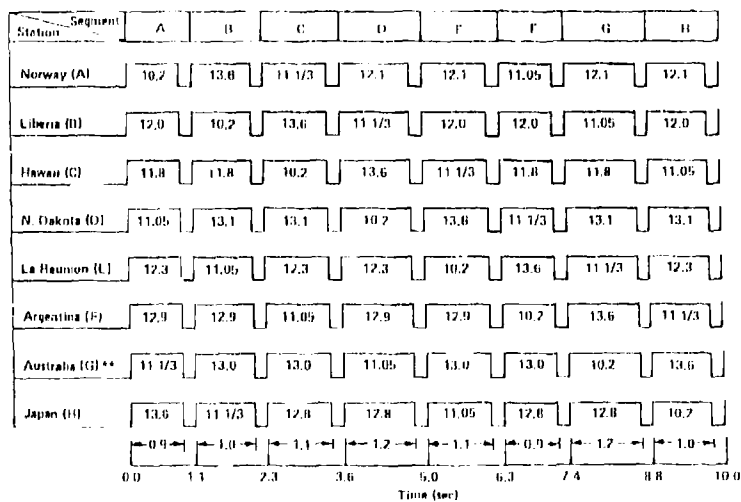 Segment
Station A B C D E F G H
Norway (A) 10.2 13.6 11 1/3 12.1 12.1 11.05 12.1 12.1
Liberia (B) 12.0 10.2 13.6 11 1/3 12.0 12.0 11.05 12.0
Hawaii (C) 11.8 11.8 10.2 13.6 11 1/3 11.8 11.8 11.05
N. Dakota (D) 11.05 13.1 13.1 10.2 13.6 11 1/3 13.1 13.1
La Reunion (E) 12.3 11.05 12.3 12.3 10.2 13.6 11 1/3 12.3
Argentina (F) 12.9 12.9 11.05 12.9 12.9 10.2 13.6 11 1/3
Australia (G) ** 11 1/3 13.0 13.0 11.05 13.0 13.0 10.2 13.6
Japan (H) 13.6 11 1/3 12.8 12.8 11.05 12.8 12.8 10.2
0.9 1.0 1.1 1.2 1.1 0.9 1.2 1.0
0.0 1.1 2.3 3.6 5.0 6.3 7.4 8.8 10.0
Time (sec)